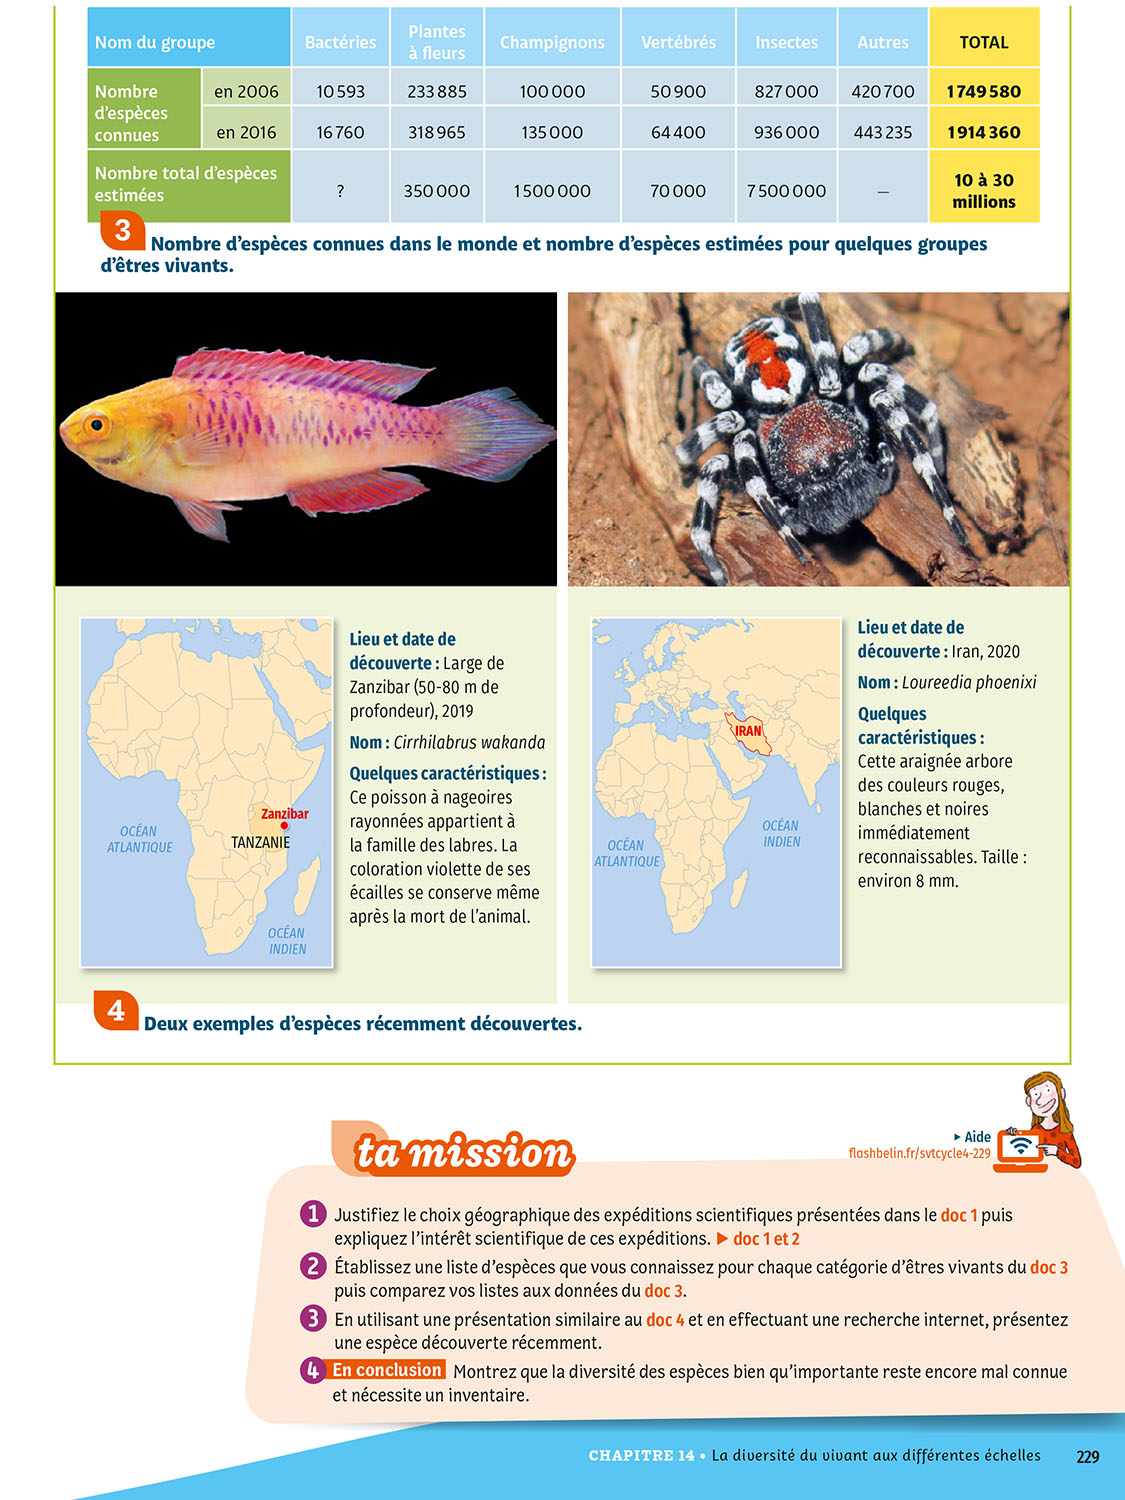 Nom du groupe Bactéries Plantes à fleurs Champignons Vertébrés Insectes Autres TOTAL
Nombre d'espèces connues en 2006 10 593 233 885 100 000 50 900 827 000 420 700 1 749 580
en 2016 16 760 318 965 135 000 64 400 936 000 443 235 1 914 360
Nombre total d'espèces estimées ? 350 000 1 500 000 70 000 7 500 000 – 10 à 30 millions
3 Nombre d'espèces connues dans le monde et nombre d'espèces estimées pour quelques groupes
d'êtres vivants.
Zanzibar
TANZANIE
OCÉAN
ATLANTIQUE
OCÉAN
INDIEN
Lieu et date de
découverte : Large de
Zanzibar (50-80 m de
profondeur), 2019
Nom : Cirrhilabrus wakanda
Quelques caractéristiques :
Ce poisson à nageoires
rayonnées appartient à
la famille des labres. La
coloration violette de ses
écailles se conserve même
après la mort de l'animal.
IRAN
OCÉAN
INDIEN
OCÉAN
ATLANTIQUE
Lieu et date de
découverte : Iran, 2020
Nom : Loureedia phoenixi
Quelques
caractéristiques :
Cette araignée arbore
des couleurs rouges,
blanches et noires
immédiatement
reconnaissables. Taille :
environ 8 mm.
4 Deux exemples d'espèces récemment découvertes.
ta mission
▶ Aide
flashbelin.fr/svtcycle4-229
1 Justifiez le choix géographique des expéditions scientifiques présentées dans le doc 1 puis
expliquez l'intérêt scientifique de ces expéditions. ▶ doc 1 et 2
2 Établissez une liste d'espèces que vous connaissez pour chaque catégorie d'êtres vivants du doc 3
puis comparez vos listes aux données du doc 3.
3 En utilisant une présentation similaire au doc 4 et en effectuant une recherche internet, présentez
une espèce découverte récemment.
4 En conclusion Montrez que la diversité des espèces bien qu'importante reste encore mal connue
et nécessite un inventaire.
CHAPITRE 14 • La diversité du vivant aux différentes échelles 229